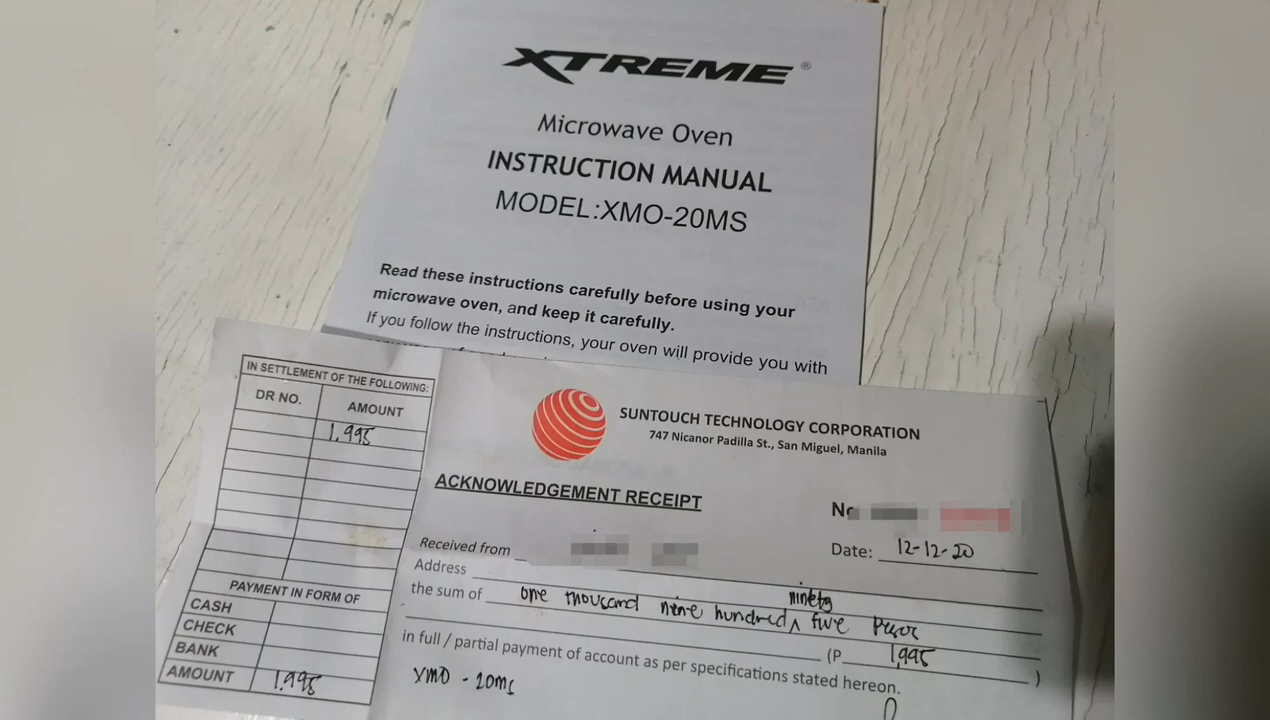 XTREME®
Microwave Oven
INSTRUCTION MANUAL
MODEL:XMO-20MS
Read these instructions carefully before using your
microwave oven, and keep it carefully.
If you follow the instructions, your oven will provide you with
IN SETTLEMENT OF THE FOLLOWING:
DR NO. AMOUNT
1,995
PAYMENT IN FORM OF
CASH
CHECK
BANK
AMOUNT 1,995
SUNTOUCH TECHNOLOGY CORPORATION
747 Nicanor Padilla St., San Miguel, Manila
ACKNOWLEDGEMENT RECEIPT
Date: 12-12-20
Received from
Address
ninety
the sum of one thousand nine hundred ^ five pesos
(P 1,995 )
in full / partial payment of account as per specifications stated hereon.
XMO - 20ms